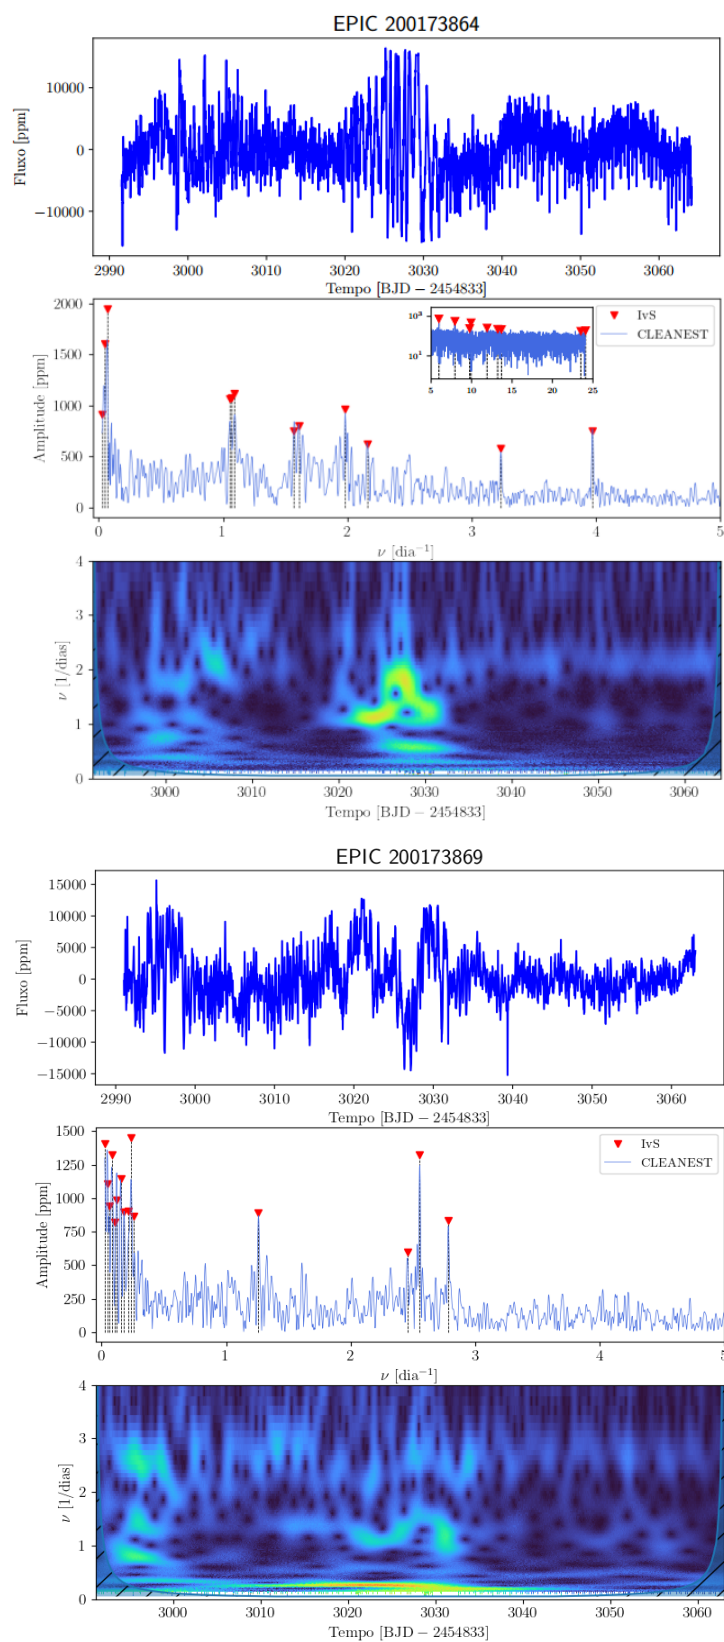 EPIC 200173864
10000
0
−10000
Fluxo [ppm]
2990 3000 3010 3020 3030 3040 3050 3060
Tempo [BJD − 2454833]
2000
1500
1000
500
0
Amplitude [ppm]
10³
10¹
5 10 15 20 25
IvS
CLEANEST
0 1 2 3 4 5
ν [dia⁻¹]
4
3
2
1
0
ν [1/dias]
3000 3010 3020 3030 3040 3050 3060
Tempo [BJD − 2454833]
EPIC 200173869
15000
10000
5000
0
−5000
−10000
−15000
Fluxo [ppm]
2990 3000 3010 3020 3030 3040 3050 3060
Tempo [BJD − 2454833]
1500
1250
1000
750
500
250
0
Amplitude [ppm]
IvS
CLEANEST
0 1 2 3 4 5
ν [dia⁻¹]
4
3
2
1
0
ν [1/dias]
3000 3010 3020 3030 3040 3050 3060
Tempo [BJD − 2454833]